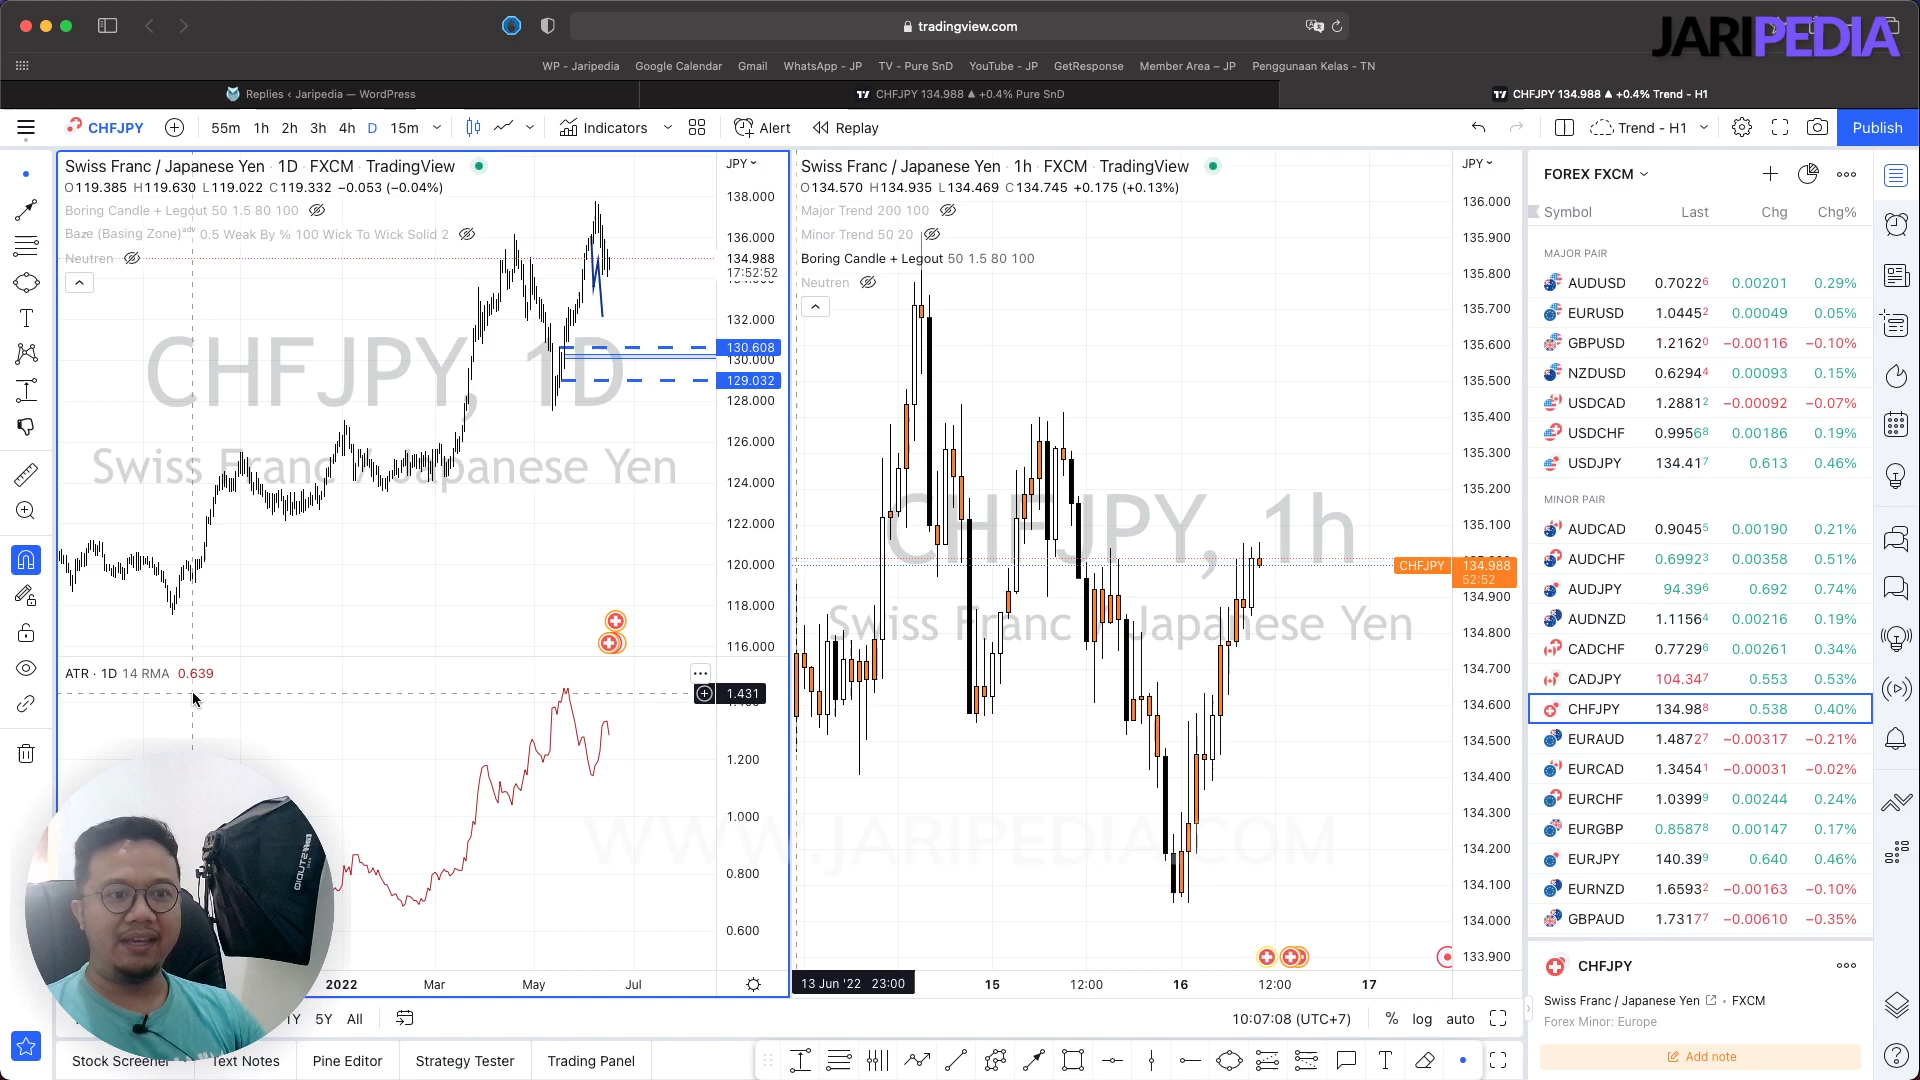 tradingview.com
JARIPEDIA
WP - Jaripedia
Google Calendar
Gmail
WhatsApp - JP
TV - Pure SnD
YouTube - JP
GetResponse
Member Area – JP
Penggunaan Kelas - TN
Replies ‹ Jaripedia — WordPress
CHFJPY 134.988 ▲ +0.4% Pure SnD
CHFJPY 134.988 ▲ +0.4% Trend - H1
CHFJPY
55m 1h 2h 3h 4h D 15m
Indicators
Alert
Replay
Trend - H1
Publish
Swiss Franc / Japanese Yen · 1D · FXCM · TradingView
O119.385 H119.630 L119.022 C119.332 −0.053 (−0.04%)
Boring Candle + Legout 50 1.5 80 100
Baze (Basing Zone)ᵃᵈᵛ 0.5 Weak By % 100 Wick To Wick Solid 2
Neutren
CHFJPY, 1D
Swiss Franc / Japanese Yen
JPY
138.000
136.000
134.988
17:52:52
132.000
130.608
130.000
129.032
128.000
126.000
124.000
122.000
120.000
118.000
116.000
ATR · 1D 14 RMA 0.639
1.431
1.200
1.000
0.800
0.600
2022 Mar May Jul
Swiss Franc / Japanese Yen · 1h · FXCM · TradingView
O134.570 H134.935 L134.469 C134.745 +0.175 (+0.13%)
Major Trend 200 100
Minor Trend 50 20
Boring Candle + Legout 50 1.5 80 100
Neutren
CHFJPY, 1h
Swiss Franc / Japanese Yen
WWW.JARIPEDIA.COM
JPY
136.000
135.900
135.800
135.700
135.600
135.500
135.400
135.300
135.200
135.100
CHFJPY 134.988
52:52
134.900
134.800
134.700
134.600
134.500
134.400
134.300
134.200
134.100
134.000
133.900
13 Jun '22 23:00
15 12:00 16 12:00 17
1Y 5Y All
10:07:08 (UTC+7)
% log auto
Stock Screener
Text Notes
Pine Editor
Strategy Tester
Trading Panel
FOREX FXCM
Symbol Last Chg Chg%
MAJOR PAIR
AUDUSD 0.70226 0.00201 0.29%
EURUSD 1.04452 0.00049 0.05%
GBPUSD 1.21620 −0.00116 −0.10%
NZDUSD 0.62944 0.00093 0.15%
USDCAD 1.28812 −0.00092 −0.07%
USDCHF 0.99568 0.00186 0.19%
USDJPY 134.417 0.613 0.46%
MINOR PAIR
AUDCAD 0.90455 0.00190 0.21%
AUDCHF 0.69923 0.00358 0.51%
AUDJPY 94.396 0.692 0.74%
AUDNZD 1.11564 0.00216 0.19%
CADCHF 0.77296 0.00261 0.34%
CADJPY 104.347 0.553 0.53%
CHFJPY 134.988 0.538 0.40%
EURAUD 1.48727 −0.00317 −0.21%
EURCAD 1.34541 −0.00031 −0.02%
EURCHF 1.03999 0.00244 0.24%
EURGBP 0.85878 0.00147 0.17%
EURJPY 140.399 0.640 0.46%
EURNZD 1.65932 −0.00163 −0.10%
GBPAUD 1.73177 −0.00610 −0.35%
CHFJPY
Swiss Franc / Japanese Yen • FXCM
Forex Minor: Europe
Add note